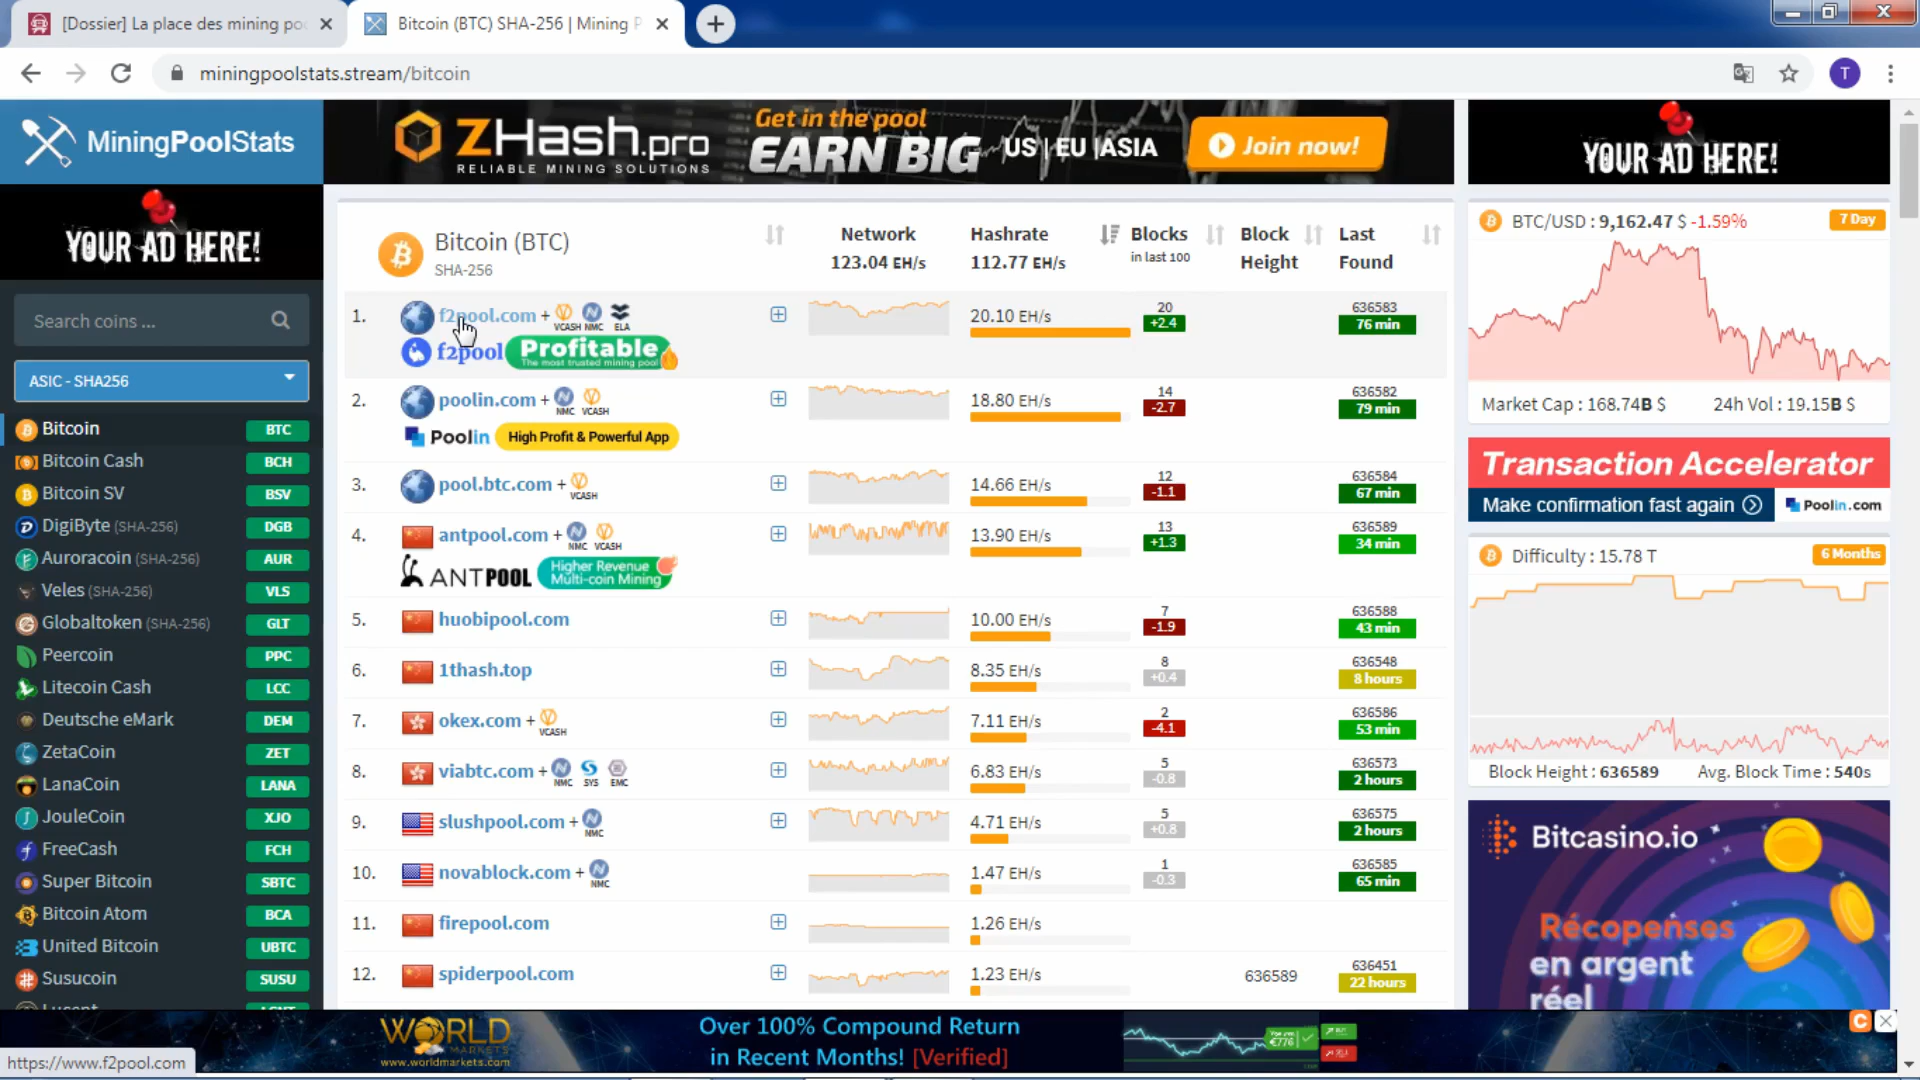 [Dossier] La place des mining po
Bitcoin (BTC) SHA-256 | Mining P
miningpoolstats.stream/bitcoin
T
MiningPoolStats
ZHash.pro
RELIABLE MINING SOLUTIONS
Get in the pool
EARN BIG
US | EU | ASIA
Join now!
YOUR AD HERE!
YOUR AD HERE!
Search coins ...
ASIC - SHA256
Bitcoin BTC
Bitcoin Cash BCH
Bitcoin SV BSV
DigiByte (SHA-256) DGB
Auroracoin (SHA-256) AUR
Veles (SHA-256) VLS
Globaltoken (SHA-256) GLT
Peercoin PPC
Litecoin Cash LCC
Deutsche eMark DEM
ZetaCoin ZET
LanaCoin LANA
JouleCoin XJO
FreeCash FCH
Super Bitcoin SBTC
Bitcoin Atom BCA
United Bitcoin UBTC
Susucoin SUSU
Bitcoin (BTC)
SHA-256
Network
123.04 EH/s
Hashrate
112.77 EH/s
Blocks
in last 100
Block
Height
Last
Found
1. f2pool.com + VCASH NMC ELA 20.10 EH/s 20 +2.4 636583 76 min
f2pool Profitable
The most trusted mining pool
2. poolin.com + NMC VCASH 18.80 EH/s 14 -2.7 636582 79 min
Poolin High Profit & Powerful App
3. pool.btc.com + VCASH 14.66 EH/s 12 -1.1 636584 67 min
4. antpool.com + NMC VCASH 13.90 EH/s 13 +1.3 636589 34 min
ANTPOOL Higher Revenue
Multi-coin Mining
5. huobipool.com 10.00 EH/s 7 -1.9 636588 43 min
6. 1thash.top 8.35 EH/s 8 +0.4 636548 8 hours
7. okex.com + VCASH 7.11 EH/s 2 -4.1 636586 53 min
8. viabtc.com + NMC SYS EMC 6.83 EH/s 5 -0.8 636573 2 hours
9. slushpool.com + NMC 4.71 EH/s 5 +0.8 636575 2 hours
10. novablock.com + NMC 1.47 EH/s 1 -0.3 636585 65 min
11. firepool.com 1.26 EH/s
12. spiderpool.com 1.23 EH/s 636589 636451 22 hours
BTC/USD : 9,162.47 $ -1.59% 7 Day
Market Cap : 168.74B $ 24h Vol : 19.15B $
Transaction Accelerator
Make confirmation fast again Poolin.com
Difficulty : 15.78 T 6 Months
Block Height : 636589 Avg. Block Time : 540s
Bitcasino.io
Récopenses
en argent
réel
WORLD
MARKETS
www.worldmarkets.com
Over 100% Compound Return
in Recent Months! [Verified]
https://www.f2pool.com